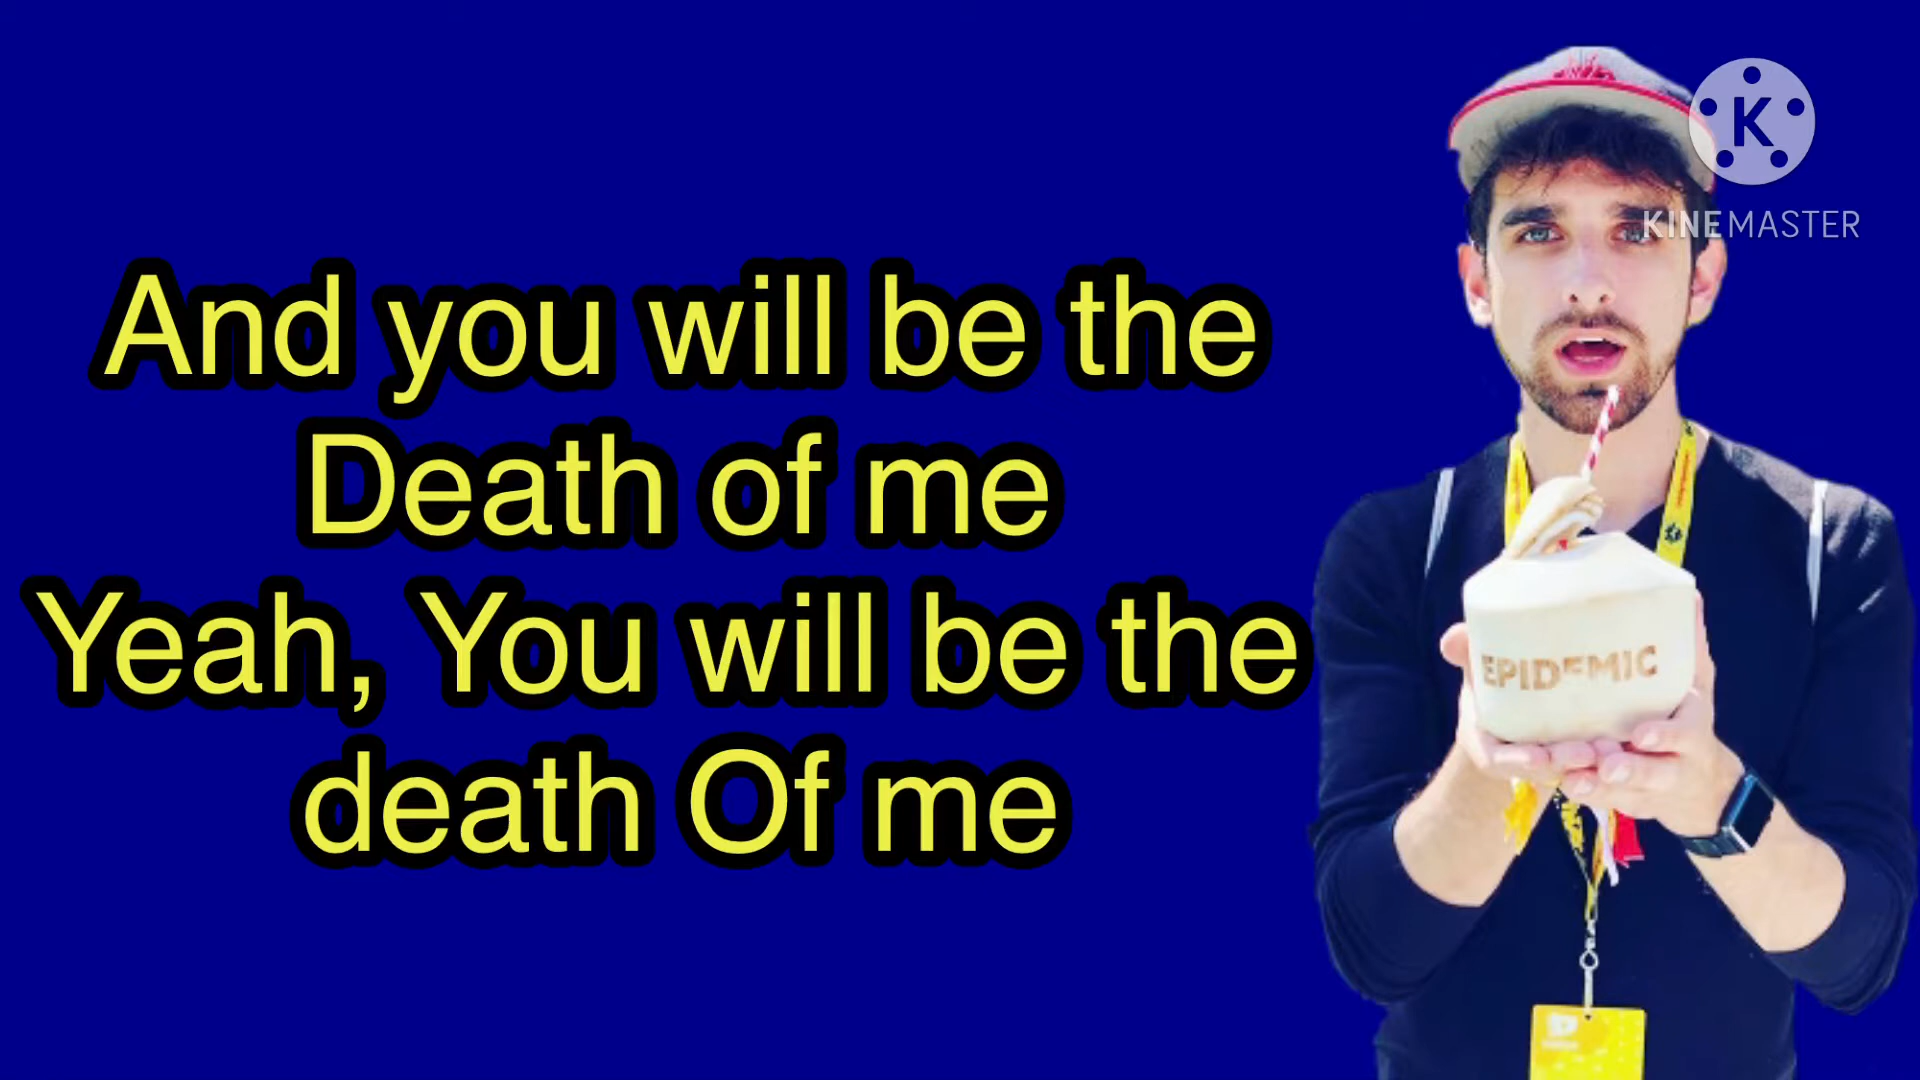 And you will be the
Death of me
Yeah, You will be the
death Of me
K
KINEMASTER
EPIDEMIC